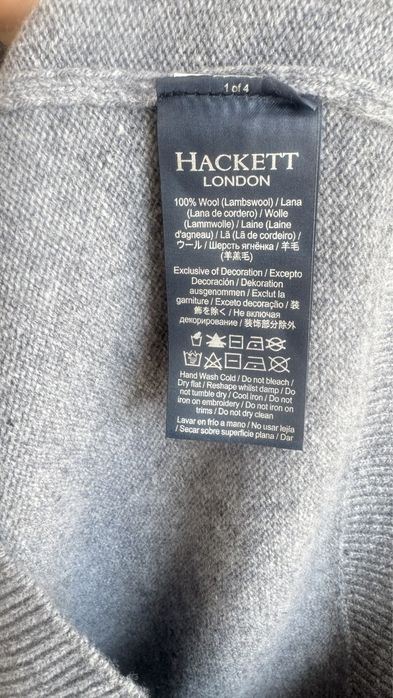 1 of 4
HACKETT
LONDON
100% Wool (Lambswool) / Lana
(Lana de cordero) / Wolle
(Lammwolle) / Laine (Laine
d'agneau) / Lã (Lã de cordeiro) /
ウール / Шерсть ягнёнка / 羊毛
(羊羔毛)
Exclusive of Decoration / Excepto
Decoración / Dekoration
ausgenommen / Exclut la
garniture / Exceto decoração / 装
飾を除く / Не включая
декорирование / 装饰部分除外
Hand Wash Cold / Do not bleach /
Dry flat / Reshape whilst damp / Do
not tumble dry / Cool iron / Do not
iron on embroidery / Do not iron on
trims / Do not dry clean
Lavar en frío a mano / No usar lejía
/ Secar sobre superficie plana / Dar